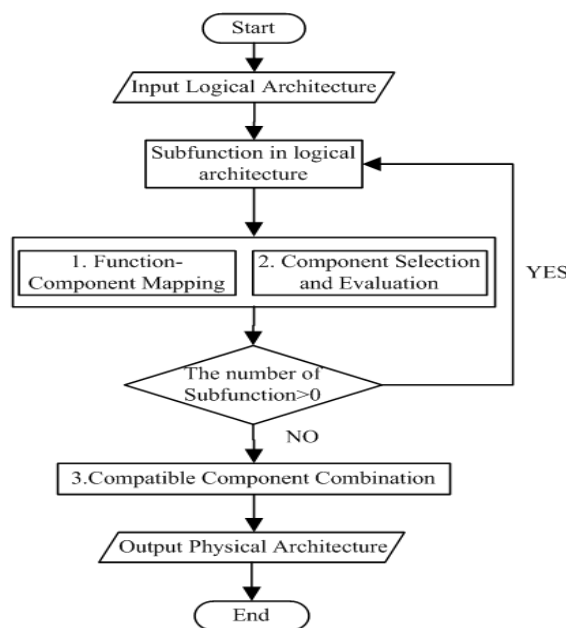 Start
Input Logical Architecture
Subfunction in logical
architecture
1. Function-
Component Mapping
2. Component Selection
and Evaluation
YES
The number of
Subfunction>0
NO
3.Compatible Component Combination
Output Physical Architecture
End